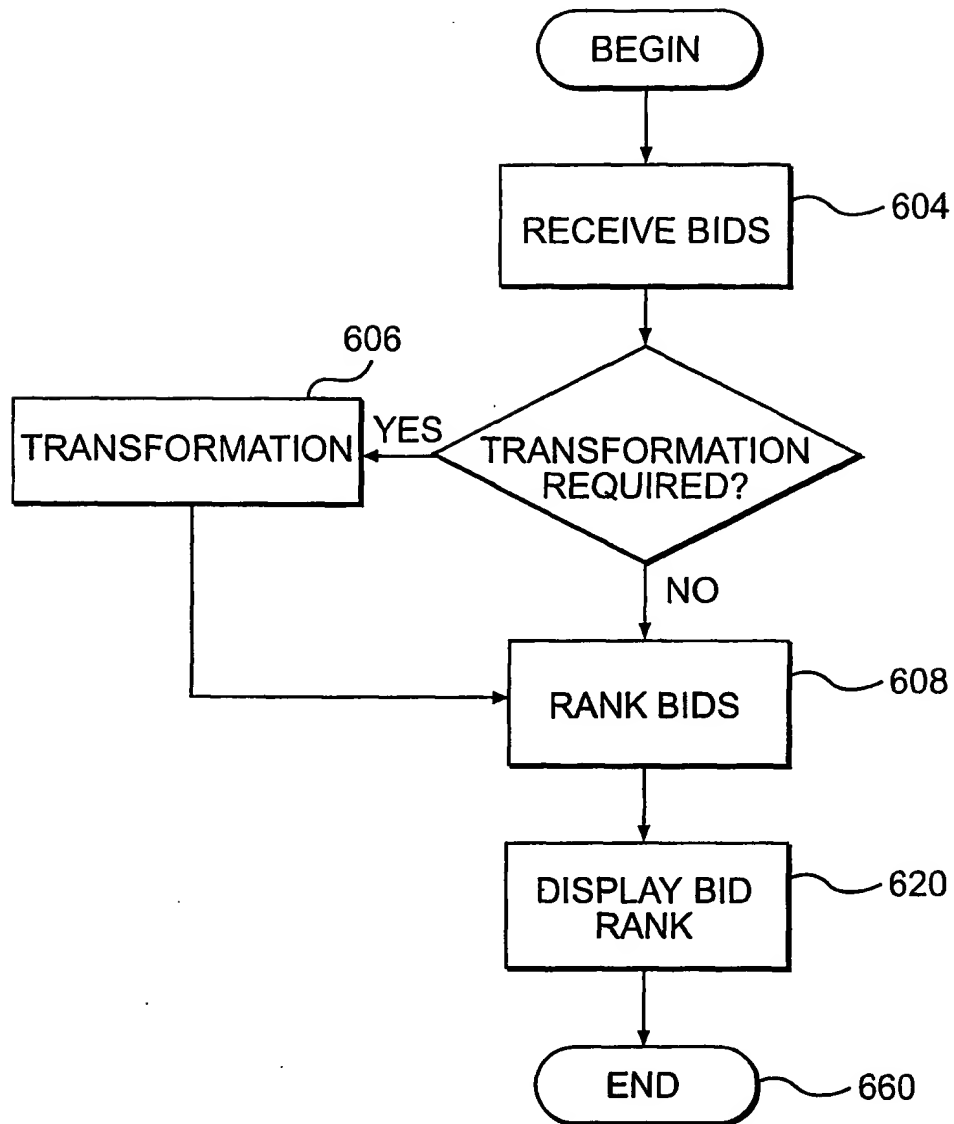 BEGIN
RECEIVE BIDS
604
606
TRANSFORMATION
YES
TRANSFORMATION
REQUIRED?
NO
RANK BIDS
608
DISPLAY BID
RANK
620
END
660